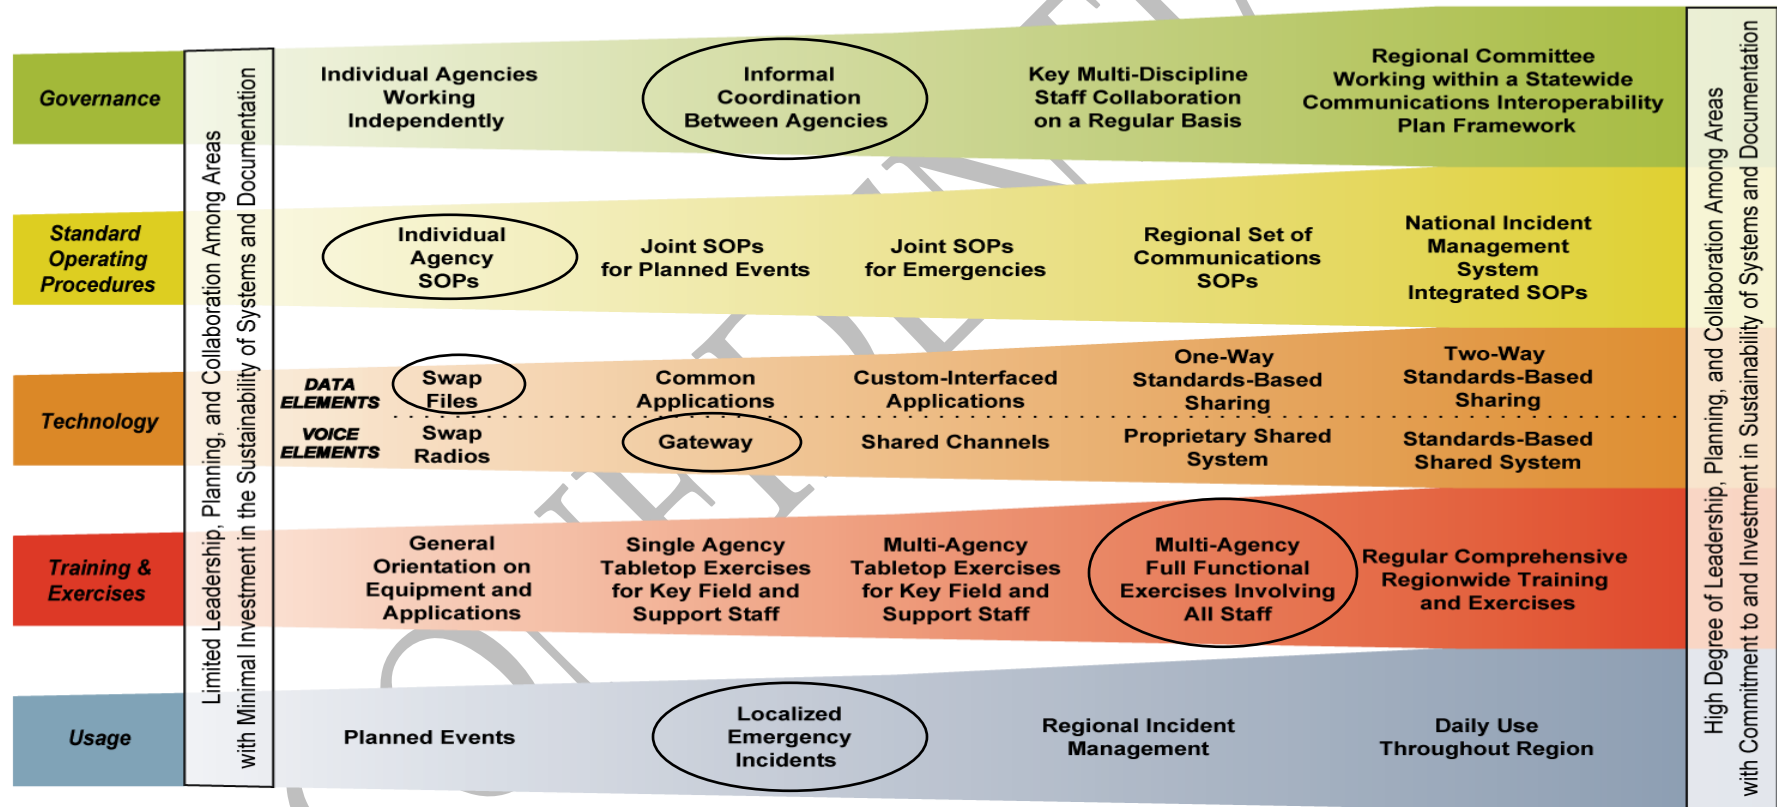 Governance
Individual Agencies
Working
Independently
Informal
Coordination
Between Agencies
Key Multi-Discipline
Staff Collaboration
on a Regular Basis
Regional Committee
Working within a Statewide
Communications Interoperability
Plan Framework
Standard
Operating
Procedures
Individual
Agency
SOPs
Joint SOPs
for Planned Events
Joint SOPs
for Emergencies
Regional Set of
Communications
SOPs
National Incident
Management
System
Integrated SOPs
Technology
DATA
ELEMENTS
Swap
Files
Common
Applications
Custom-Interfaced
Applications
One-Way
Standards-Based
Sharing
Two-Way
Standards-Based
Sharing
VOICE
ELEMENTS
Swap
Radios
Gateway
Shared Channels
Proprietary Shared
System
Standards-Based
Shared System
Training &
Exercises
General
Orientation on
Equipment and
Applications
Single Agency
Tabletop Exercises
for Key Field and
Support Staff
Multi-Agency
Tabletop Exercises
for Key Field and
Support Staff
Multi-Agency
Full Functional
Exercises Involving
All Staff
Regular Comprehensive
Regionwide Training
and Exercises
Usage
Planned Events
Localized
Emergency
Incidents
Regional Incident
Management
Daily Use
Throughout Region
Limited Leadership, Planning, and Collaboration Among Areas
with Minimal Investment in the Sustainability of Systems and Documentation
High Degree of Leadership, Planning, and Collaboration Among Areas
with Commitment to and Investment in Sustainability of Systems and Documentation